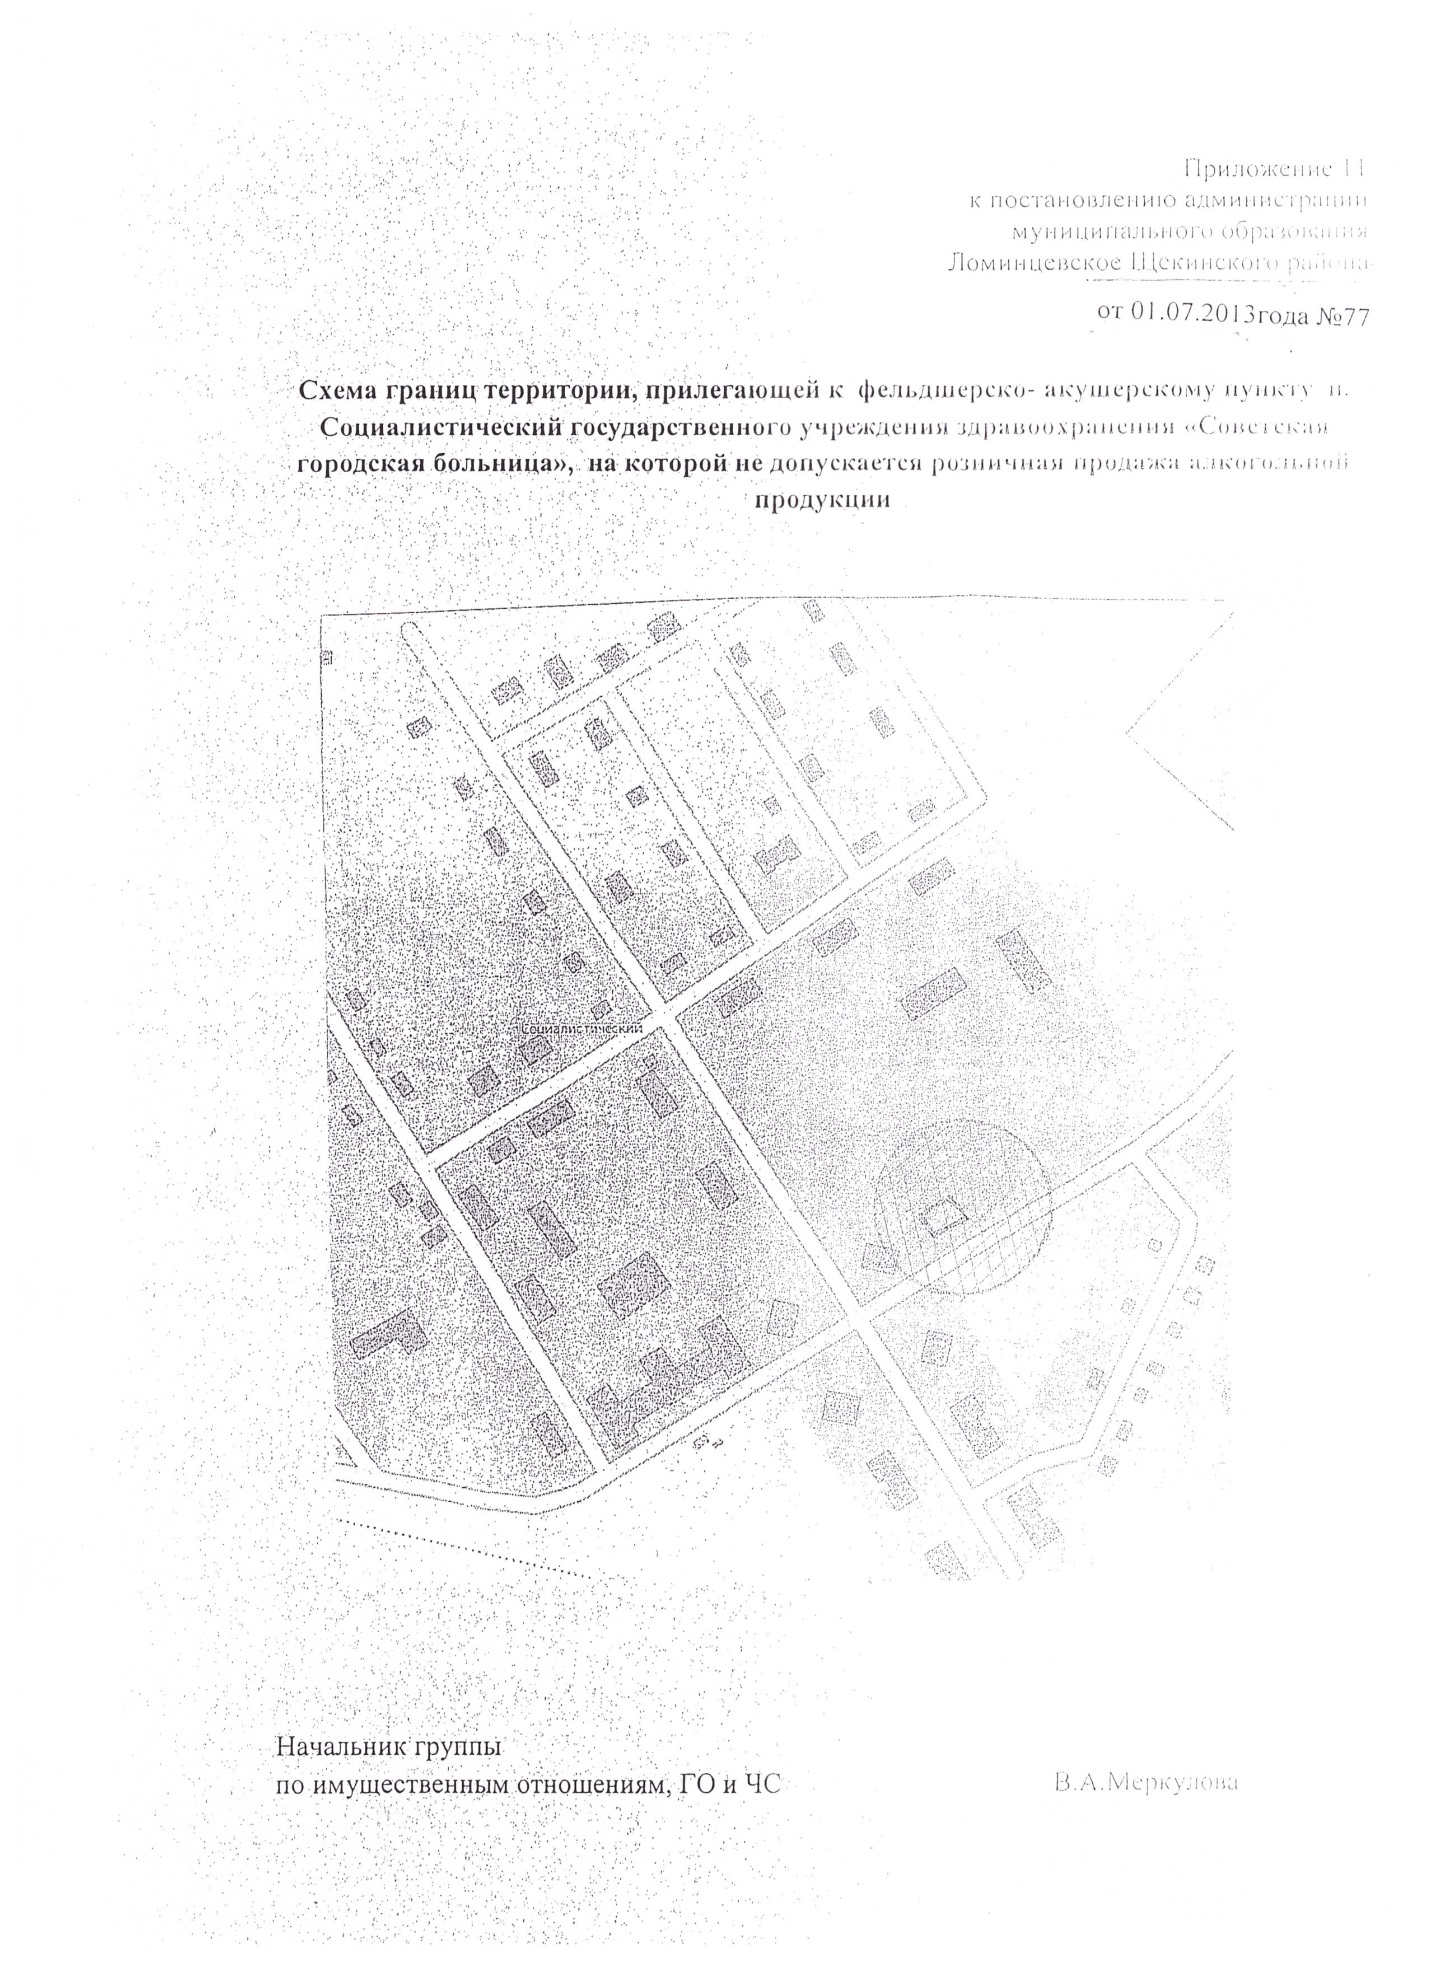 Приложение 11
к постановлению администрации
муниципального образования
Ломинцевское Щекинского района
от 01.07.2013года №77
Схема границ территории, прилегающей к фельдшерско- акушерскому пункту п.
Социалистический государственного учреждения здравоохранения «Советская
городская больница», на которой не допускается розничная продажа алкогольной
продукции
Социалистический
Начальник группы
по имущественным отношениям, ГО и ЧС
В.А.Меркулова